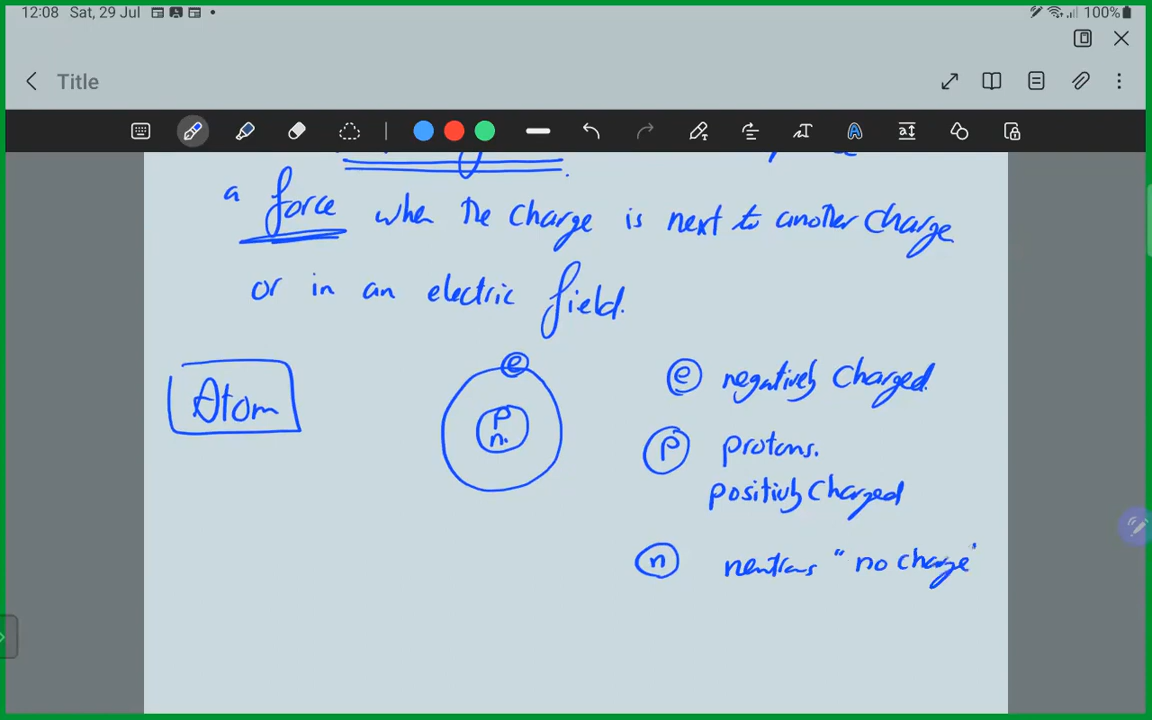 12:08 Sat, 29 Jul 100%
Title
a force when the charge is next to another charge
or in an electric field.
Atom
e
p
n
e negatively charged.
p protons.
positively charged
n neutrons "no charge"